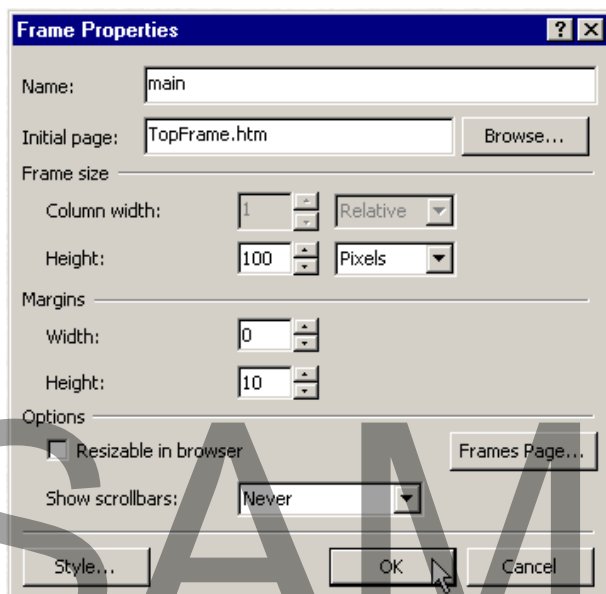 Frame Properties
Name: main
Initial page: TopFrame.htm Browse...
Frame size
Column width: 1 Relative
Height: 100 Pixels
Margins
Width: 0
Height: 10
Options
Resizable in browser Frames Page...
Show scrollbars: Never
Style... OK Cancel
SAM